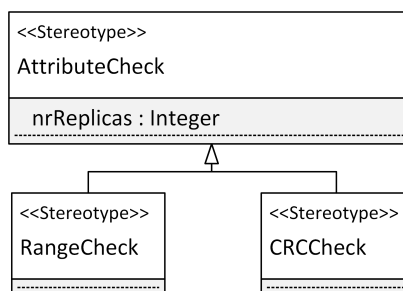 <<Stereotype>>
AttributeCheck
nrReplicas : Integer
<<Stereotype>>
RangeCheck
<<Stereotype>>
CRCCheck